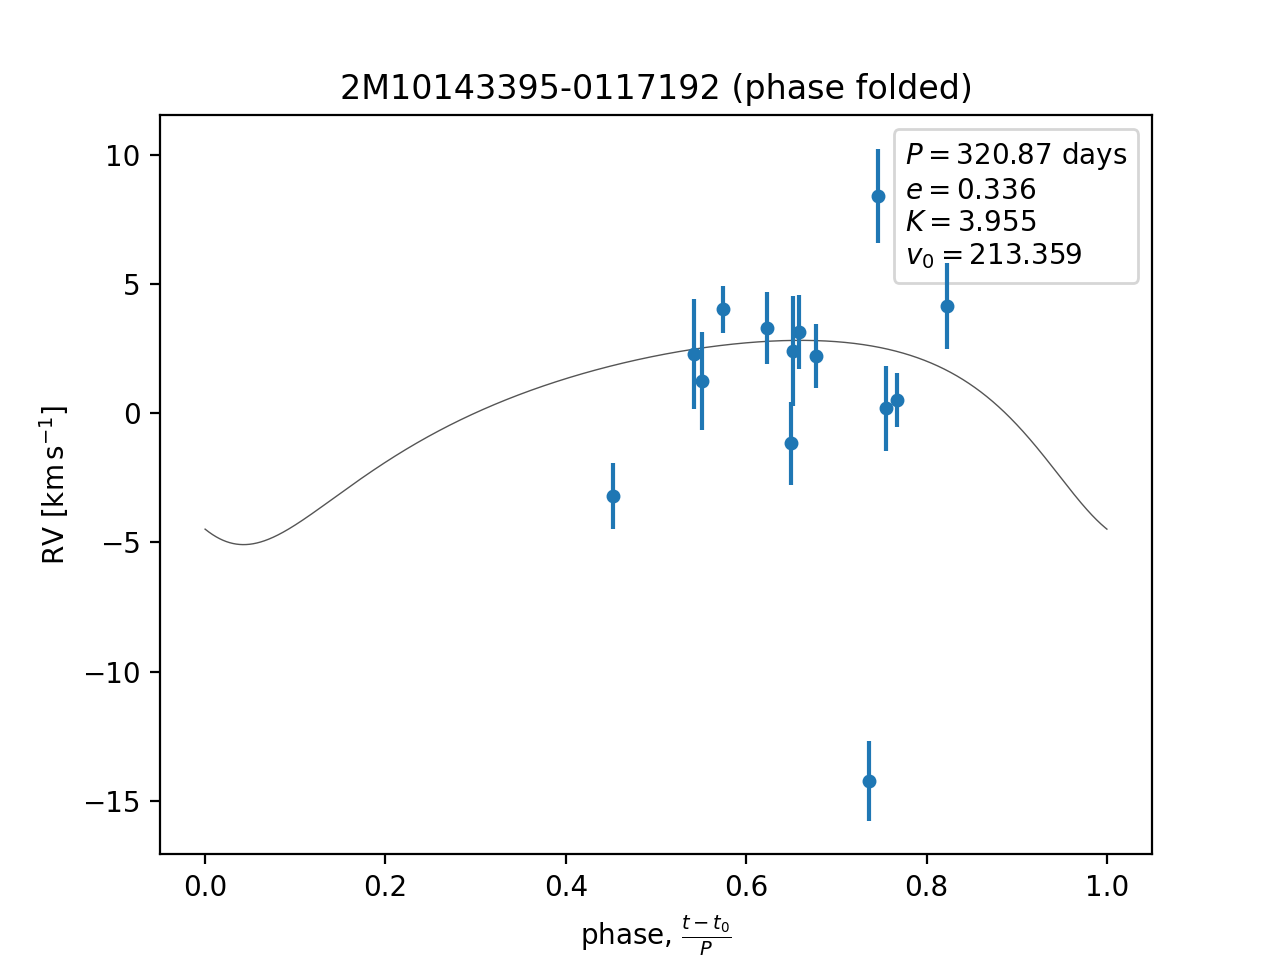 2M10143395-0117192 (phase folded)
P = 320.87 days
e = 0.336
K = 3.955
v₀ = 213.359
10
5
0
−5
−10
−15
RV [km s⁻¹]
0.0 0.2 0.4 0.6 0.8 1.0
phase, (t − t₀)/P